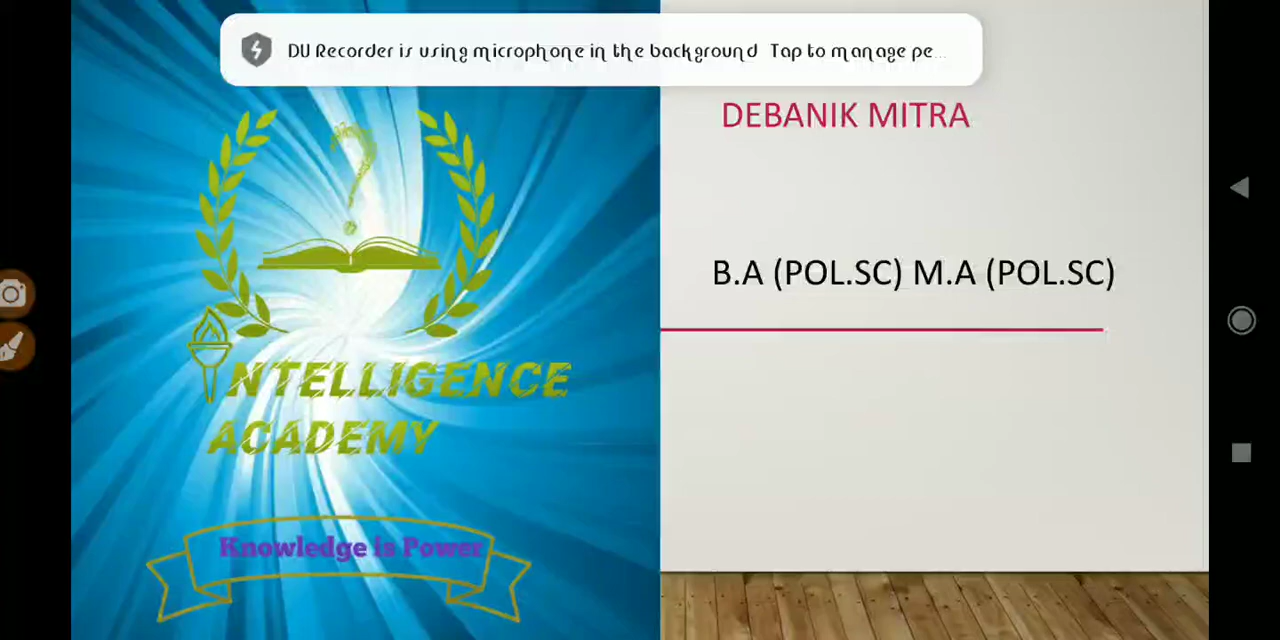 DU Recorder is using microphone in the background Tap to manage pe...
DEBANIK MITRA
B.A (POL.SC) M.A (POL.SC)
INTELLIGENCE
ACADEMY
Knowledge is Power